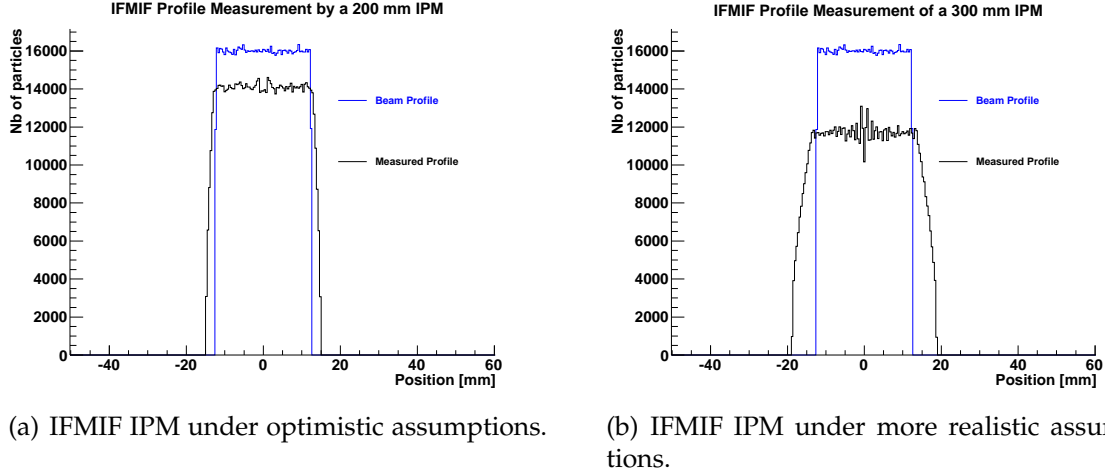 IFMIF Profile Measurement by a 200 mm IPM
Nb of particles
16000
14000
12000
10000
8000
6000
4000
2000
0
Beam Profile
Measured Profile
-40 -20 0 20 40 60
Position [mm]
(a) IFMIF IPM under optimistic assumptions.
IFMIF Profile Measurement of a 300 mm IPM
Nb of particles
16000
14000
12000
10000
8000
6000
4000
2000
0
Beam Profile
Measured Profile
-40 -20 0 20 40 60
Position [mm]
(b) IFMIF IPM under more realistic assum
tions.